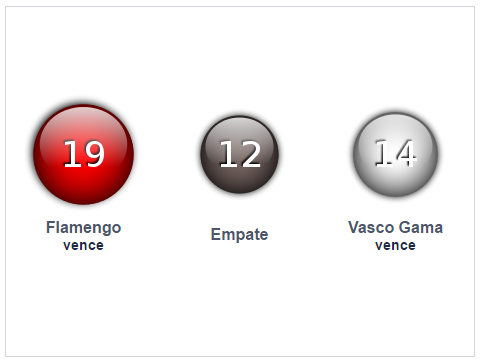 19 12 14
Flamengo
vence
Empate
Vasco Gama
vence